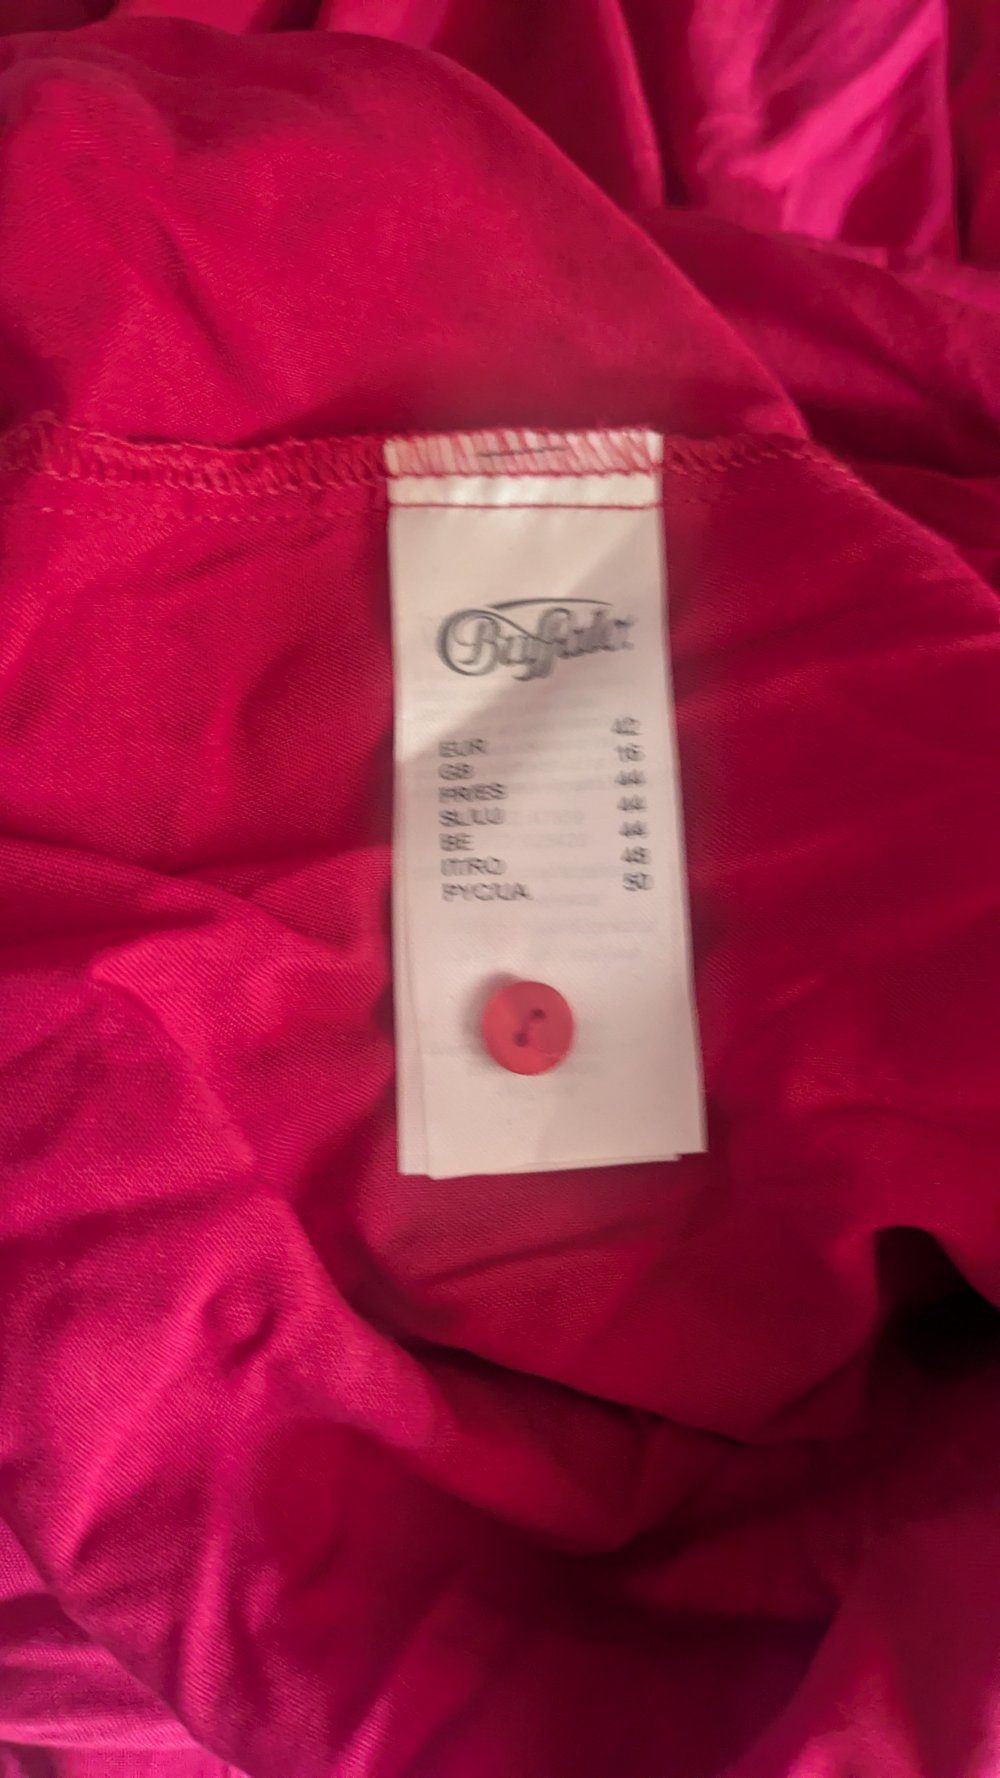 Buffalo
EUR 42
GB 16
FR/ES 44
SL/LU 44
BE 44
IT/RO 48
РУС/UA 50